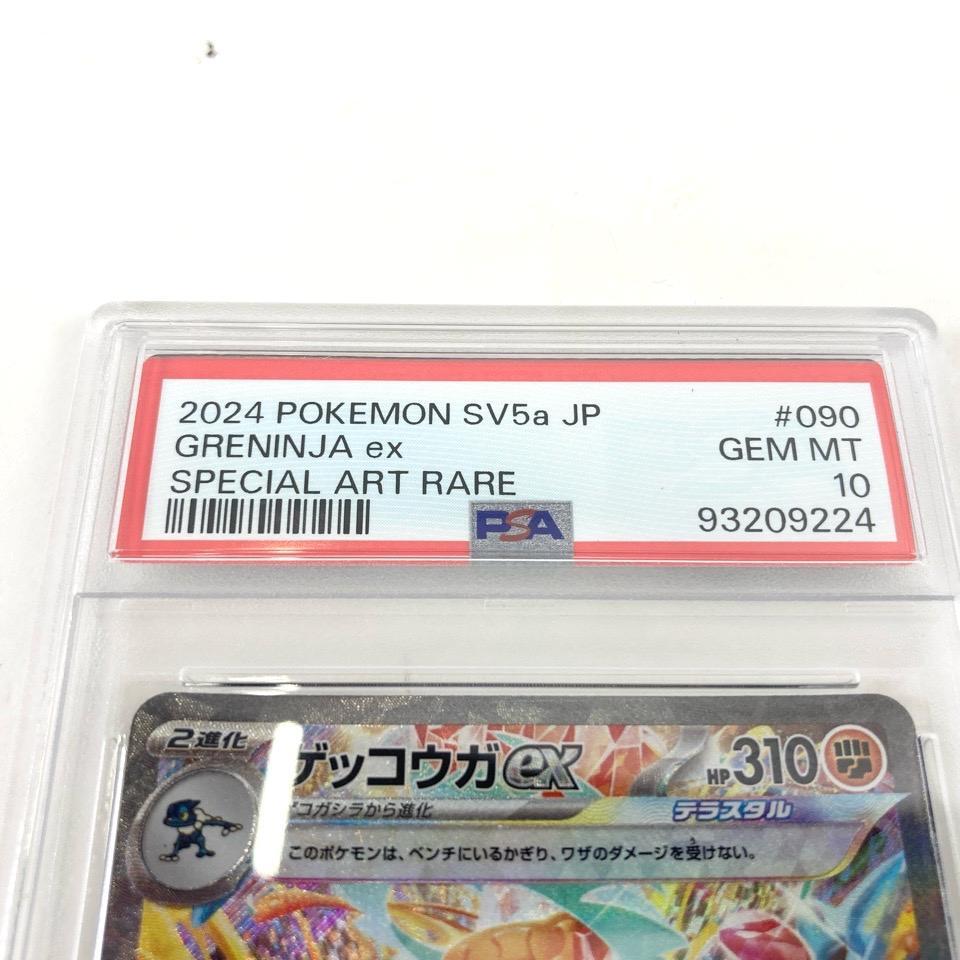 2024 POKEMON SV5a JP #090
GRENINJA ex GEM MT
SPECIAL ART RARE 10
PSA 93209224
2進化 ゲッコウガex HP310
ゲコガシラから進化 テラスタル
このポケモンは、ベンチにいるかぎり、ワザのダメージを受けない。